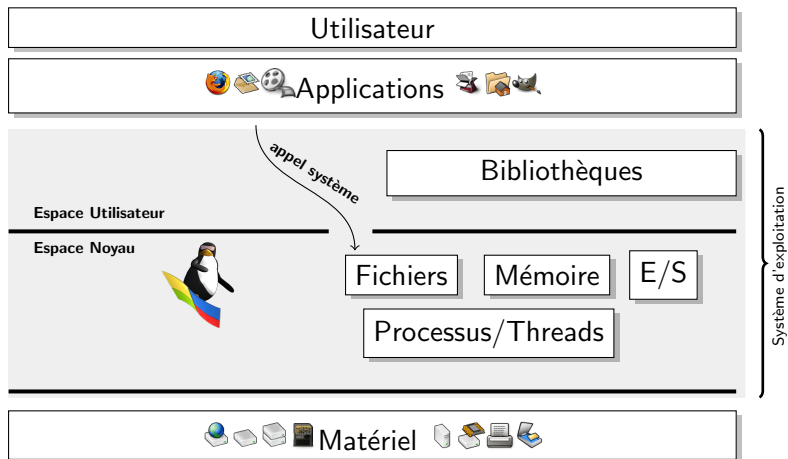 Utilisateur
Applications
appel système
Bibliothèques
Espace Utilisateur
Espace Noyau
Fichiers
Mémoire
E/S
Processus/Threads
Système d'exploitation
Matériel